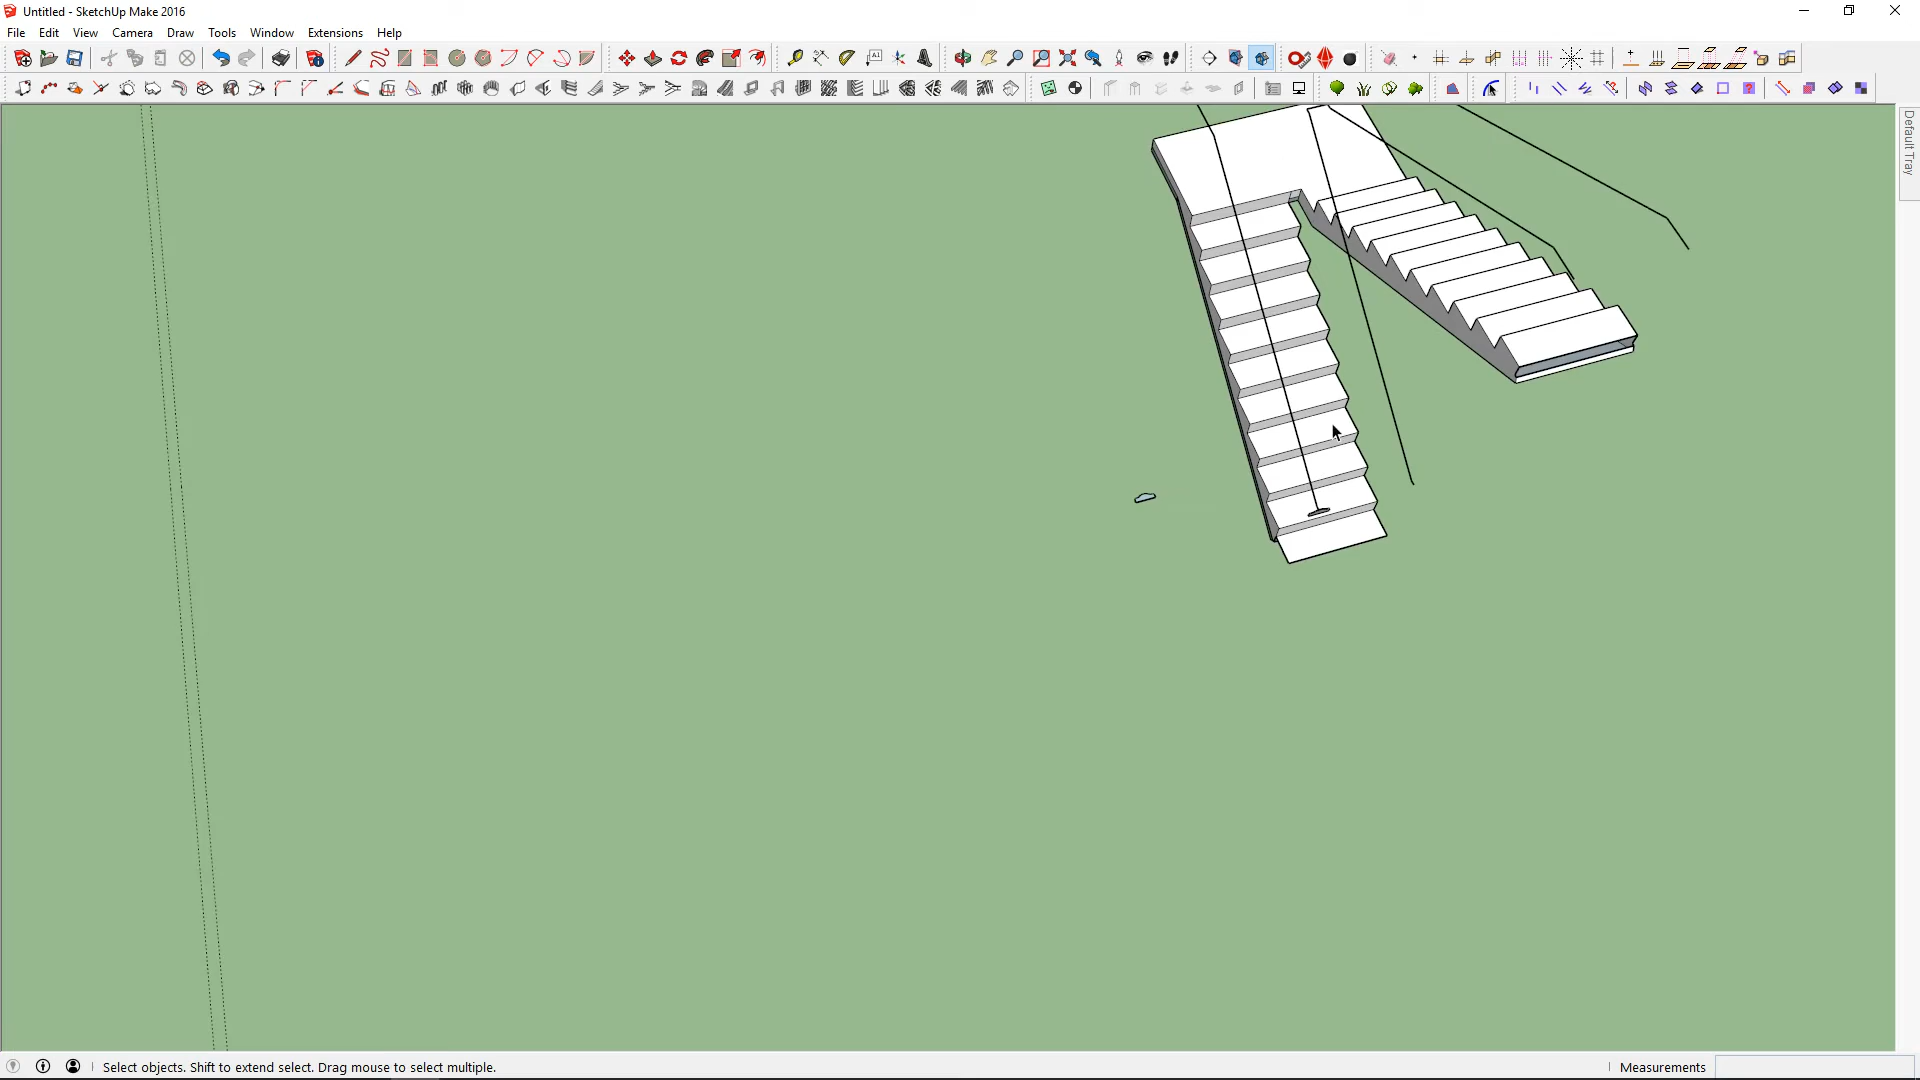 Untitled - SketchUp Make 2016
File Edit View Camera Draw Tools Window Extensions Help
A1
Default Tray
Select objects. Shift to extend select. Drag mouse to select multiple.
Measurements